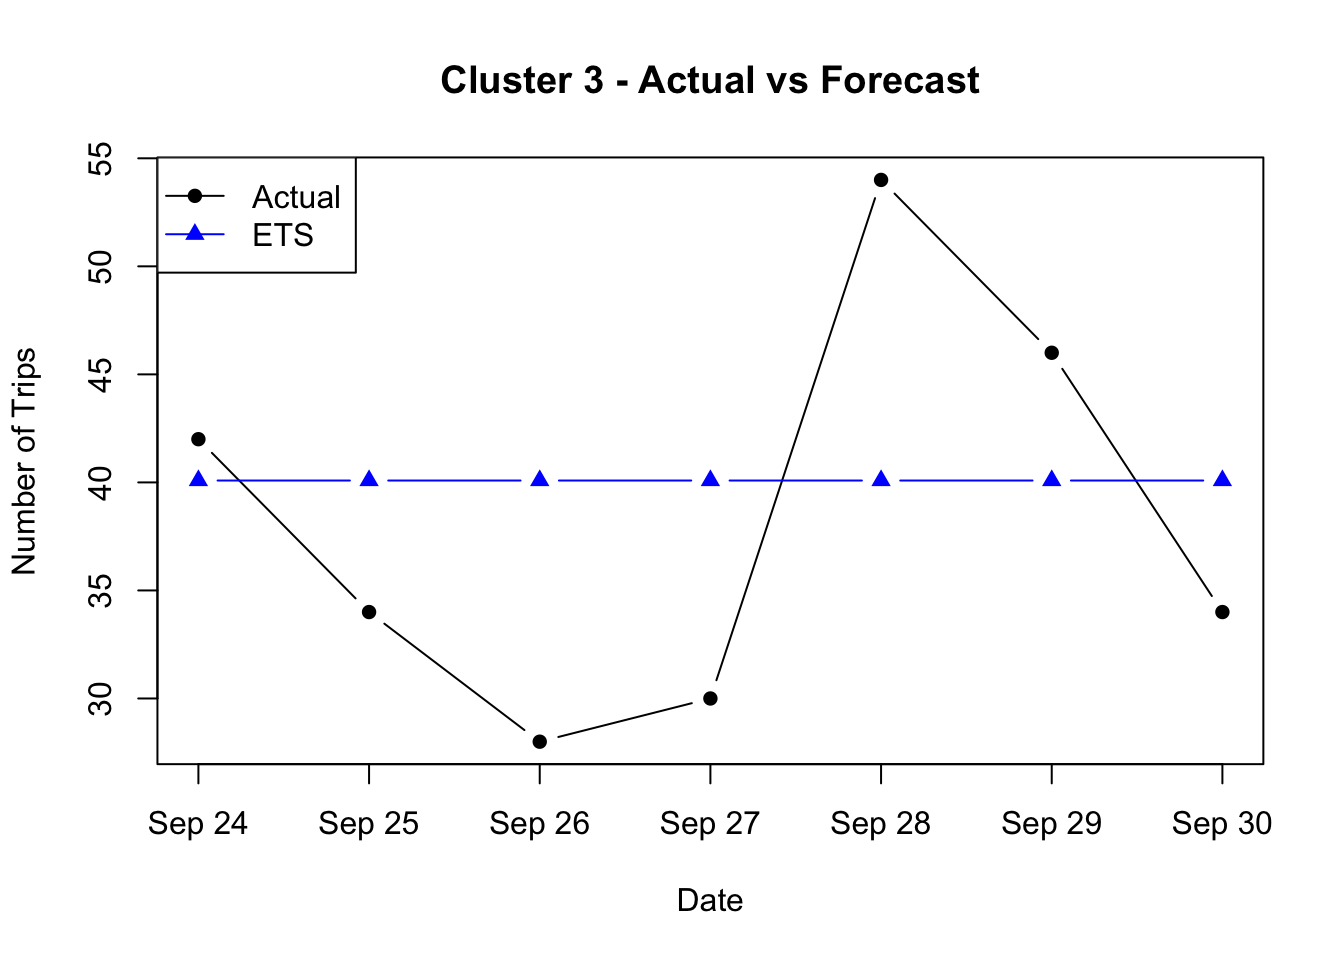 Cluster 3 - Actual vs Forecast
Actual
ETS
Number of Trips
55
50
45
40
35
30
Sep 24 Sep 25 Sep 26 Sep 27 Sep 28 Sep 29 Sep 30
Date